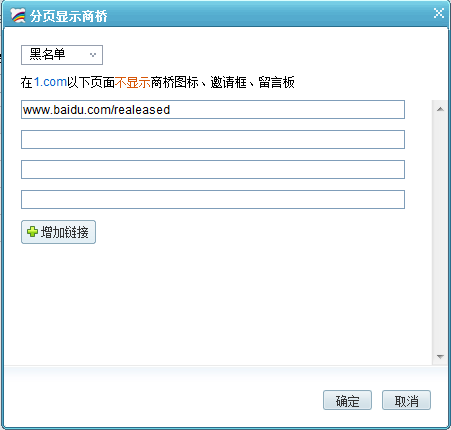 分页显示商桥
黑名单
在1.com以下页面不显示商桥图标、邀请框、留言板
www.baidu.com/realeased
增加链接
确定 取消